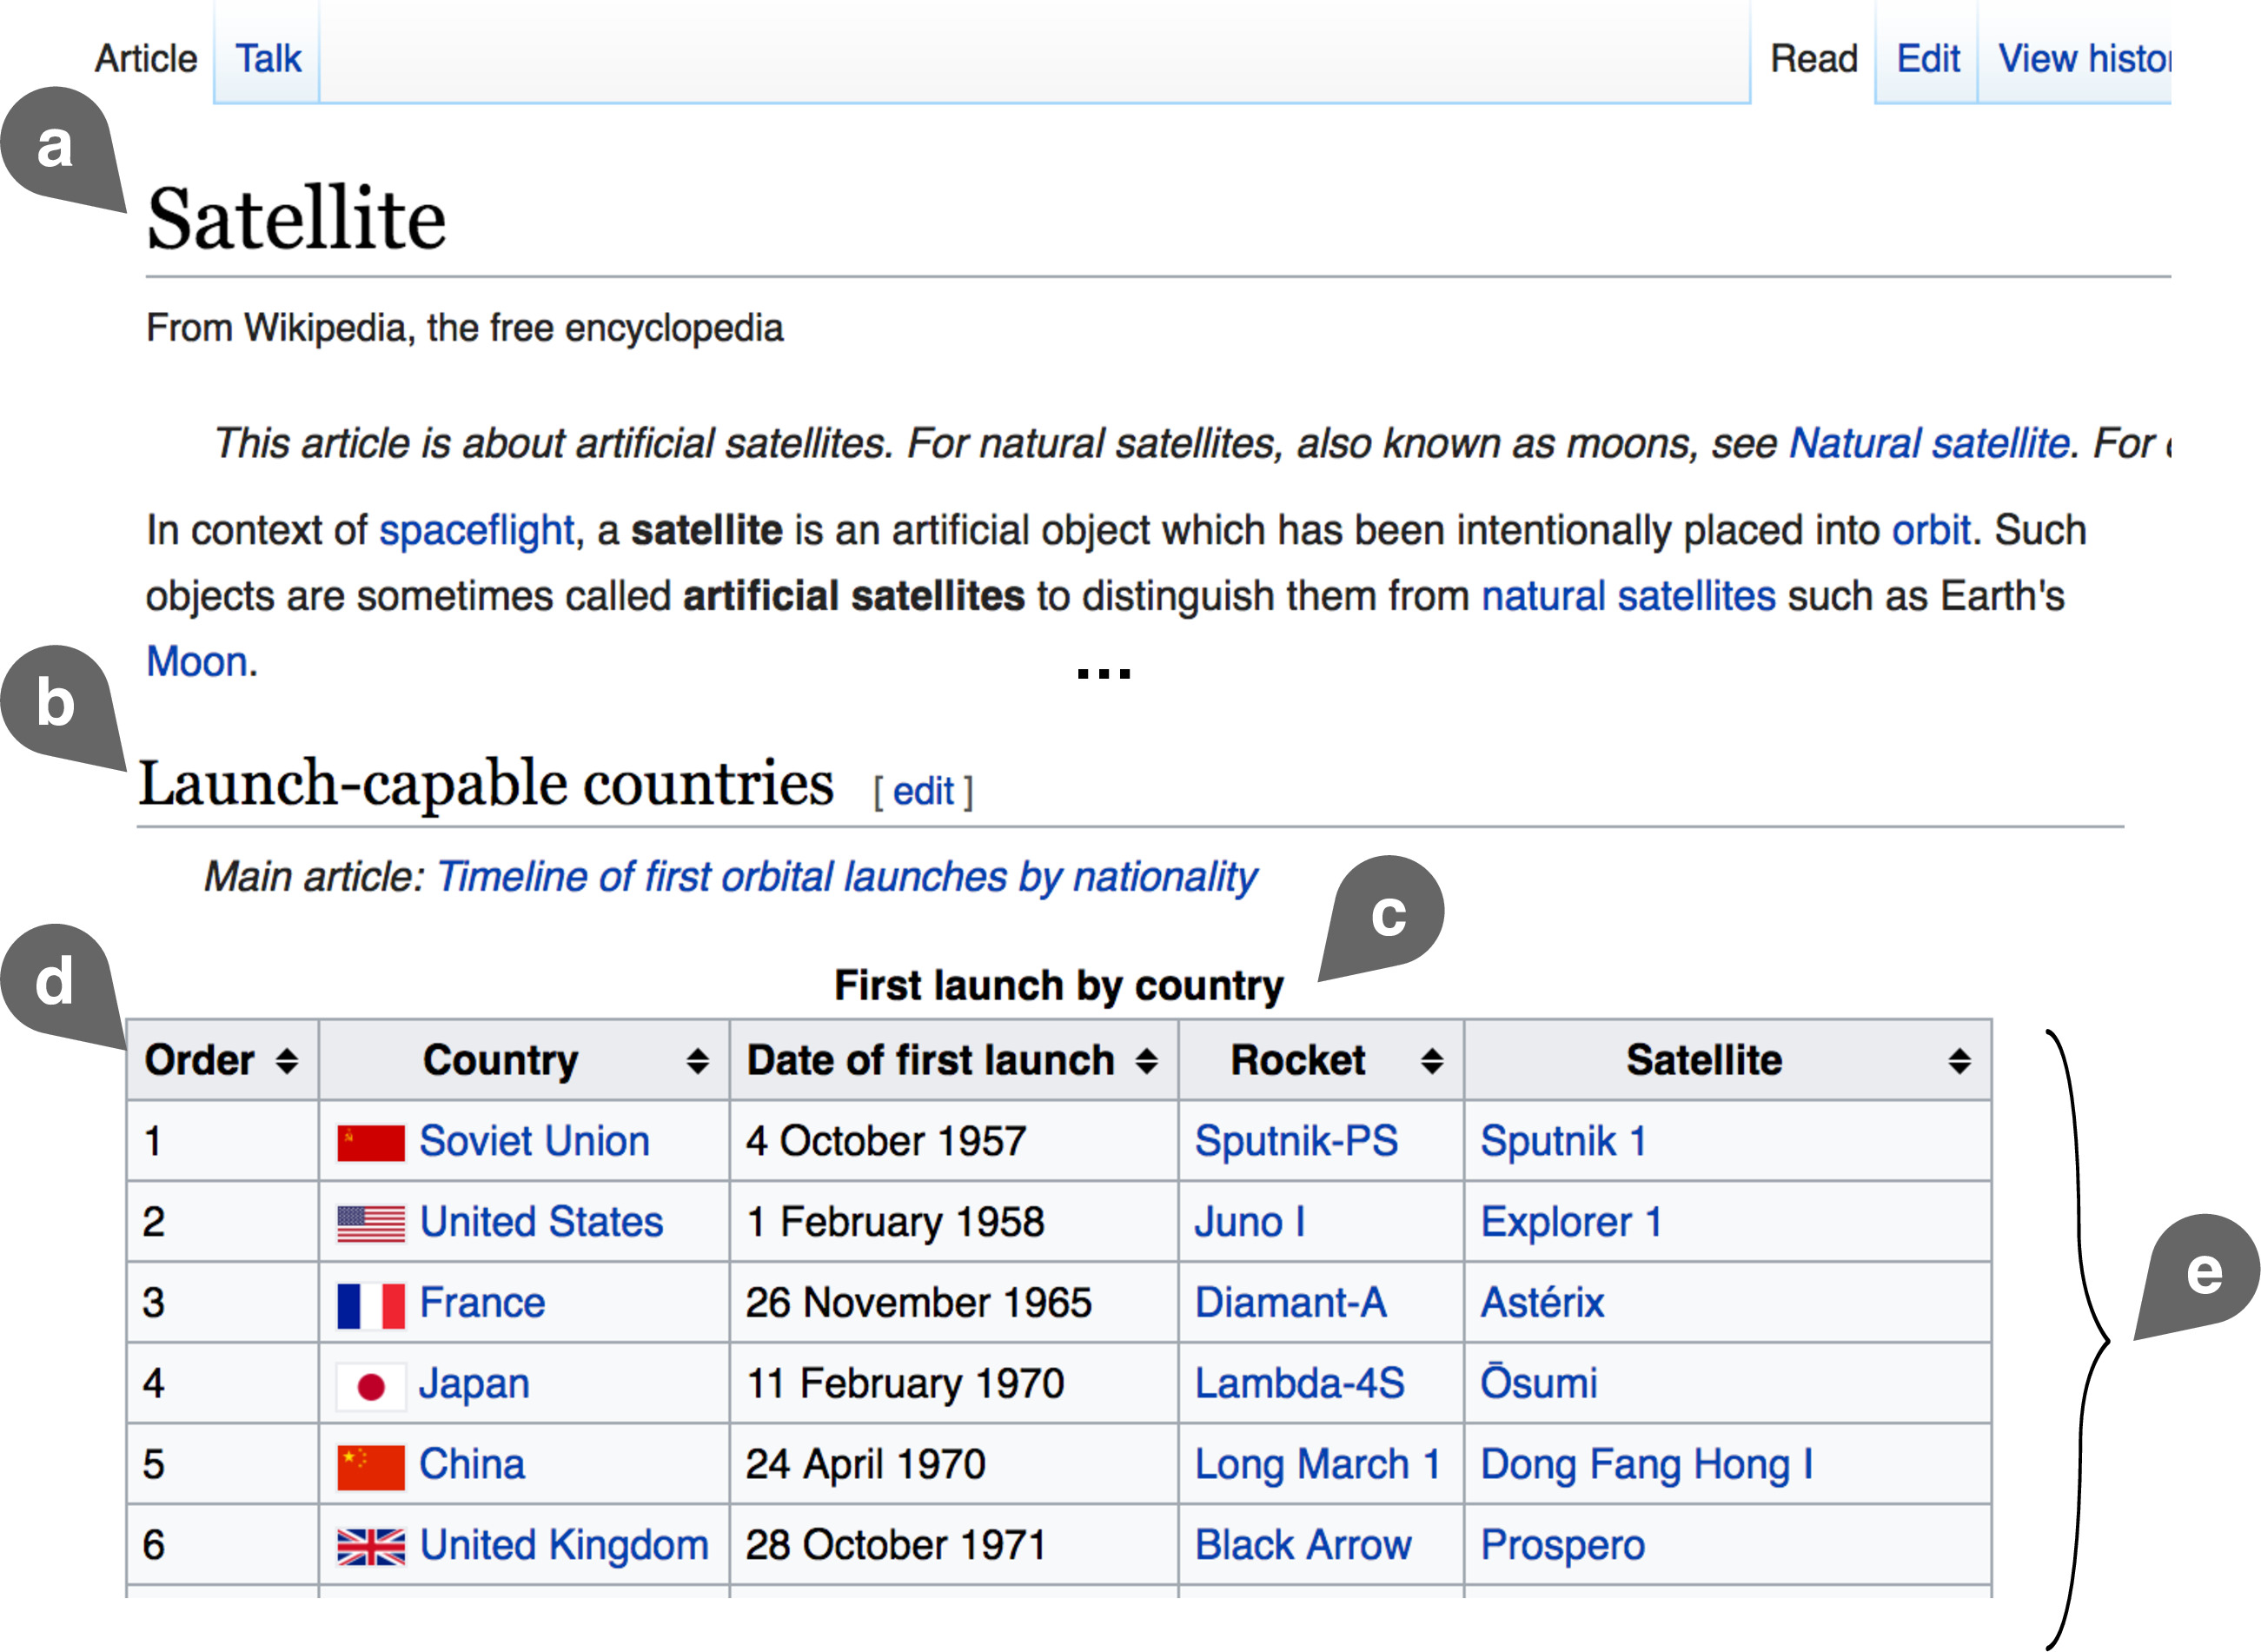 Article Talk Read Edit View histor
a
Satellite
From Wikipedia, the free encyclopedia
This article is about artificial satellites. For natural satellites, also known as moons, see Natural satellite. For
In context of spaceflight, a satellite is an artificial object which has been intentionally placed into orbit. Such
objects are sometimes called artificial satellites to distinguish them from natural satellites such as Earth's
Moon.
...
b
Launch-capable countries [ edit ]
Main article: Timeline of first orbital launches by nationality
c
First launch by country
d
Order Country Date of first launch Rocket Satellite
1 Soviet Union 4 October 1957 Sputnik-PS Sputnik 1
2 United States 1 February 1958 Juno I Explorer 1
3 France 26 November 1965 Diamant-A Astérix
4 Japan 11 February 1970 Lambda-4S Ōsumi
5 China 24 April 1970 Long March 1 Dong Fang Hong I
6 United Kingdom 28 October 1971 Black Arrow Prospero
e